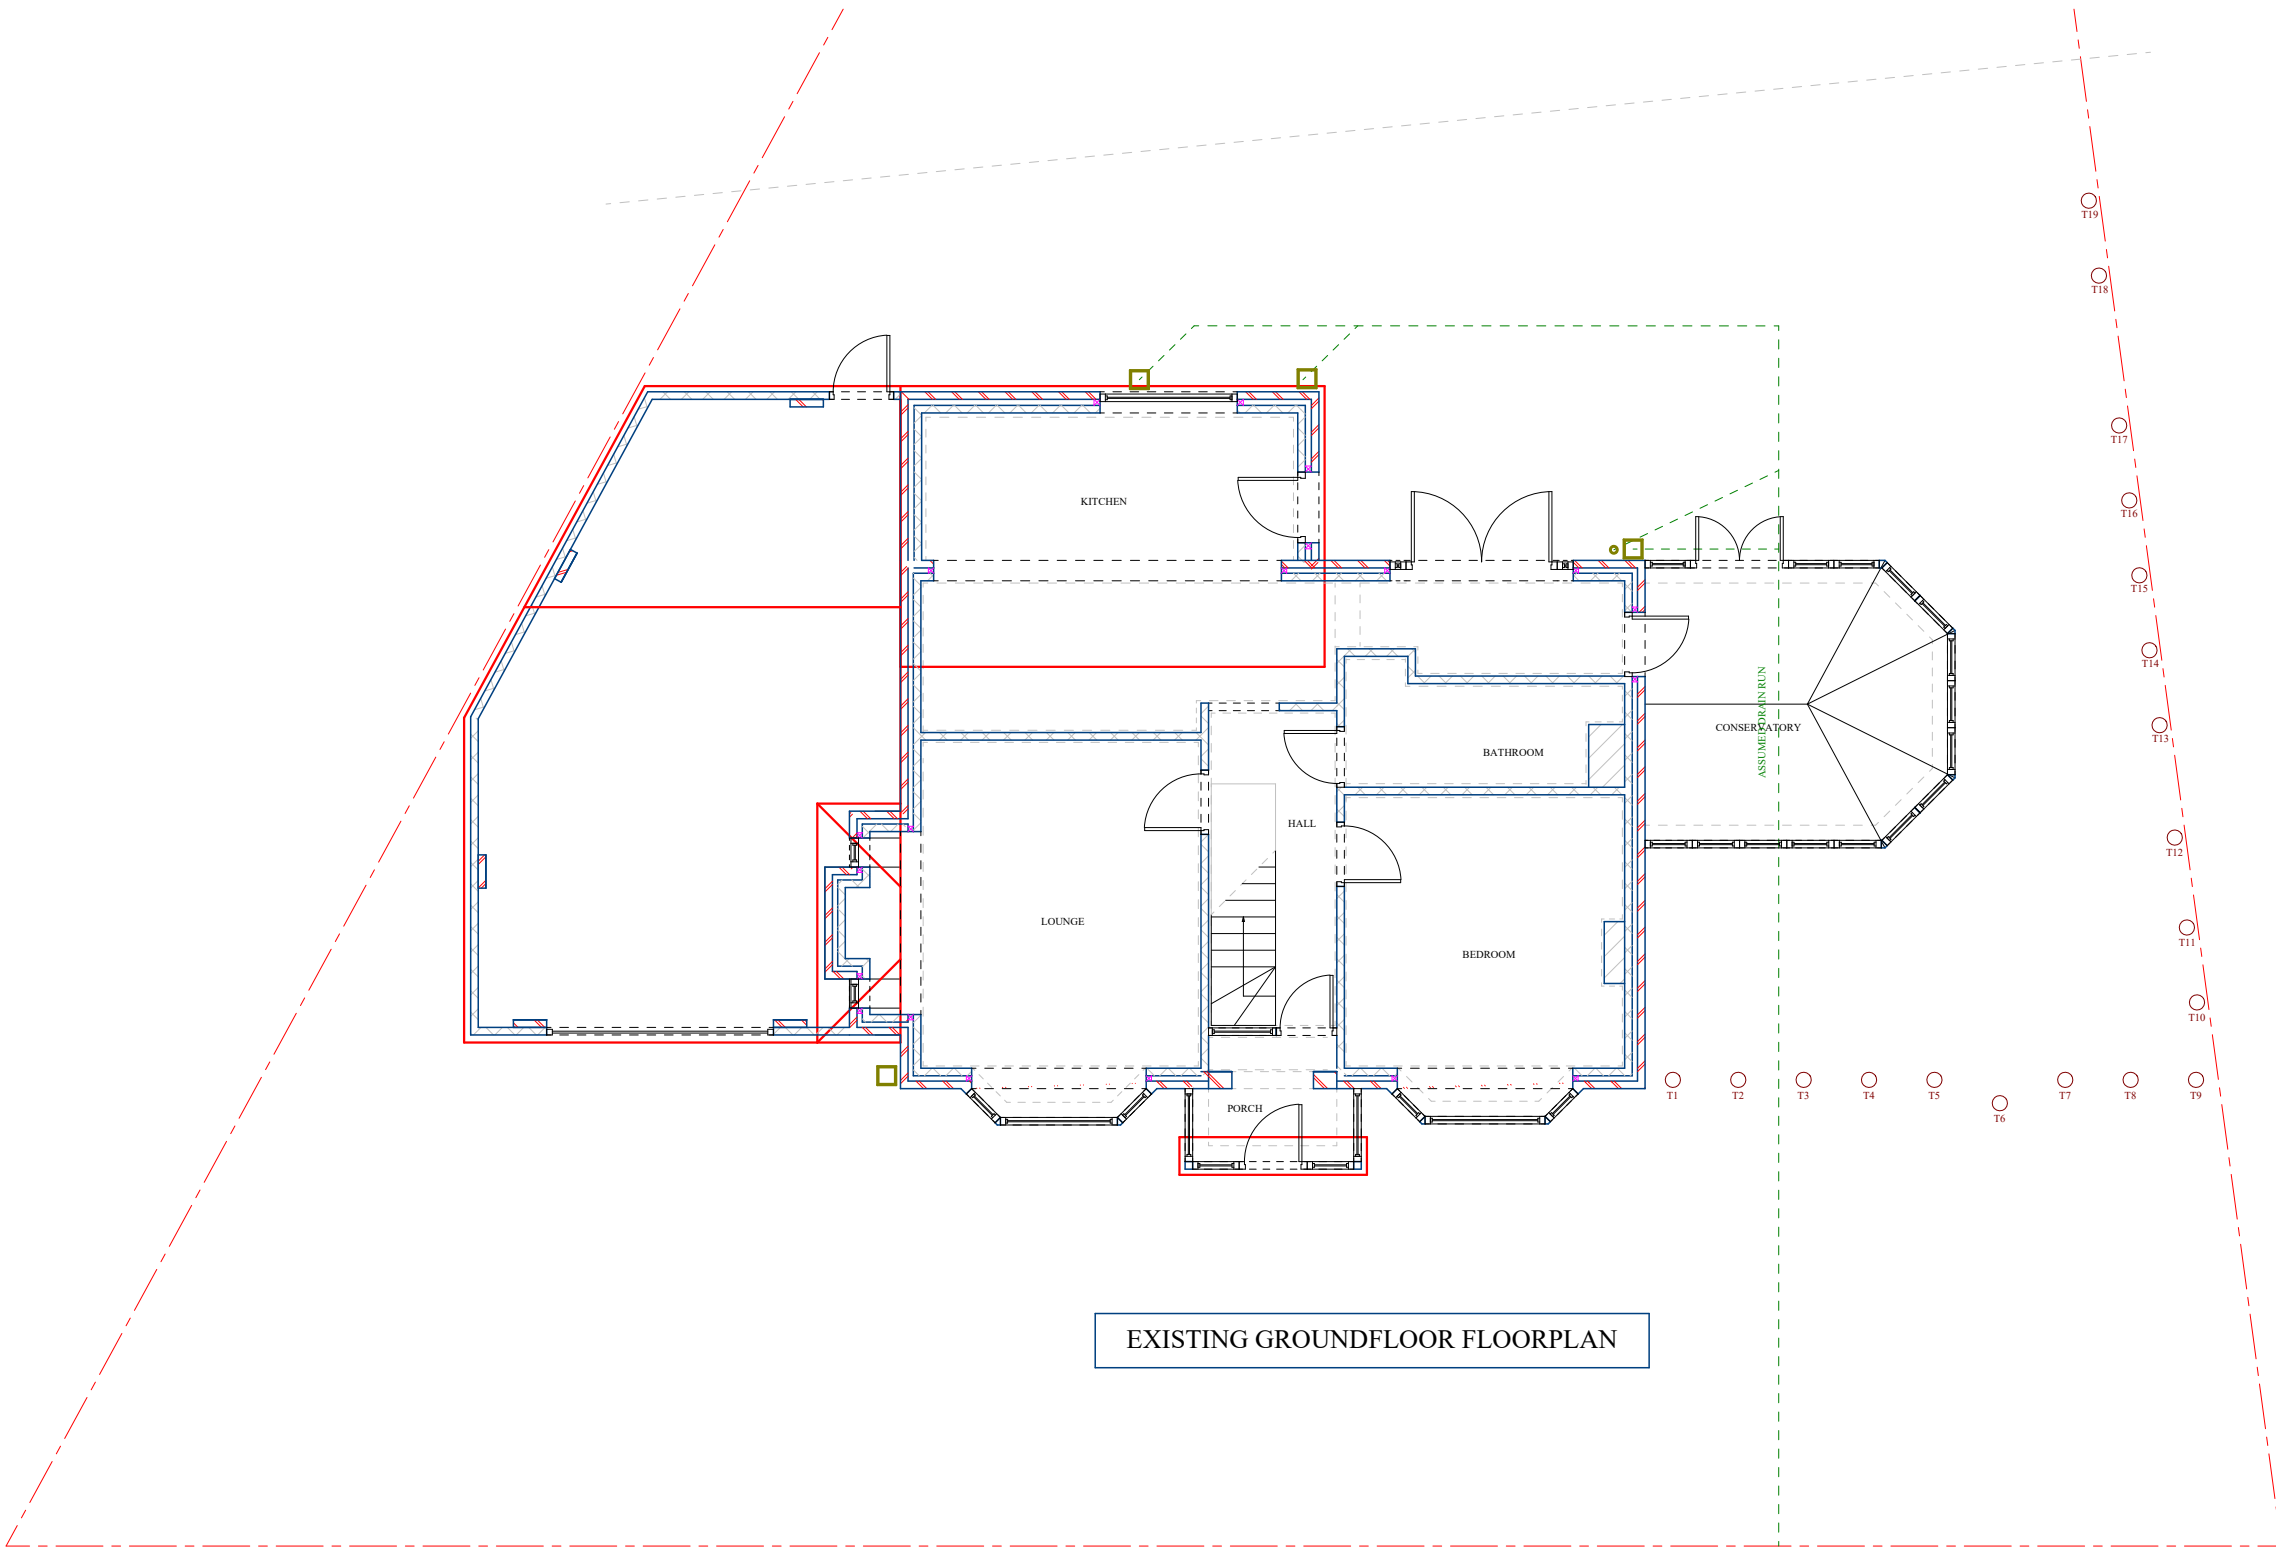 T19
T18
T17
KITCHEN
T16
T15
T14
ASSUMED DRAIN RUN
CONSERVATORY
T13
BATHROOM
HALL
T12
LOUNGE
T11
BEDROOM
T10
T1 T2 T3 T4 T5 T7 T8 T9
PORCH
T6
EXISTING GROUNDFLOOR FLOORPLAN